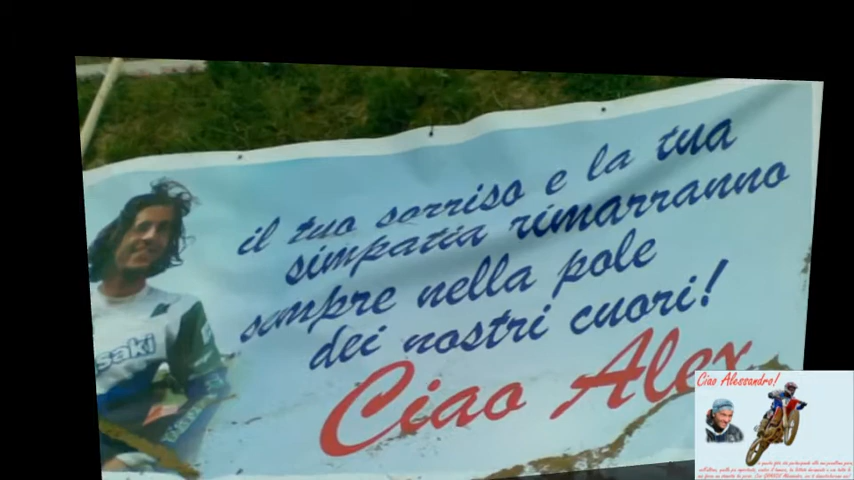 il tuo sorriso e la tua
simpatia rimarranno
sempre nella pole
dei nostri cuori!
Ciao Alex
saki
Ciao Alessandro!